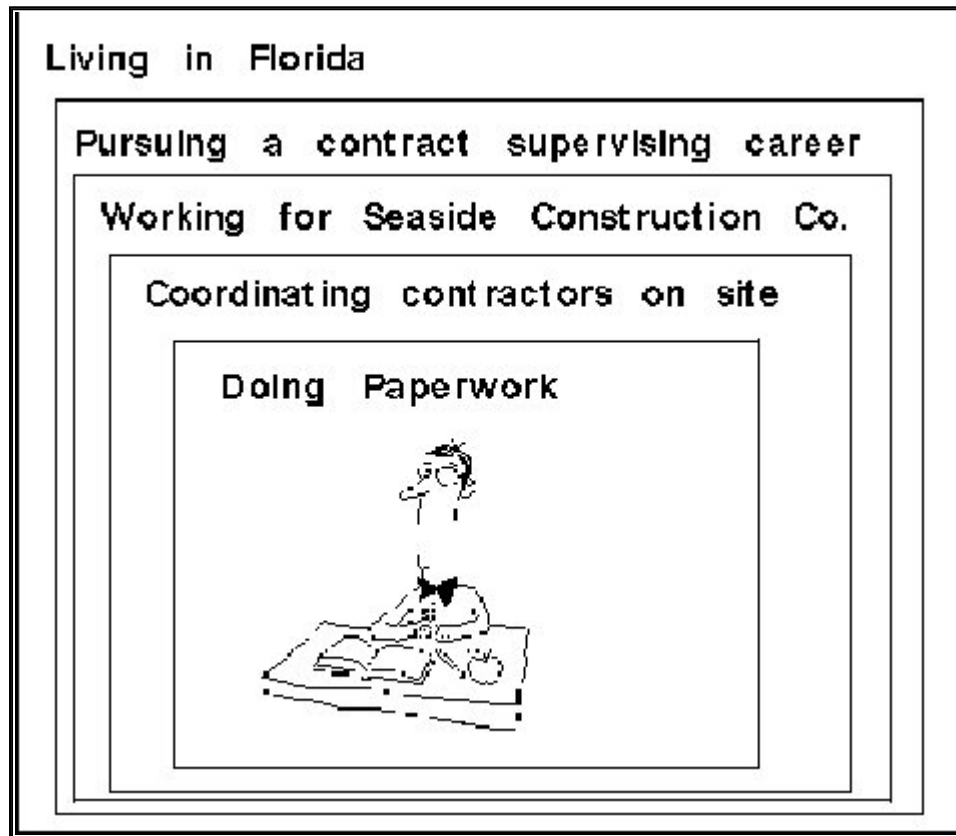 Living in Florida
Pursuing a contract supervising career
Working for Seaside Construction Co.
Coordinating contractors on site
Doing Paperwork